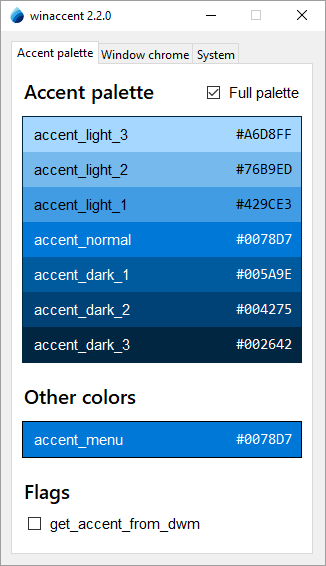 winaccent 2.2.0
Accent palette Window chrome System
Accent palette Full palette
accent_light_3 #A6D8FF
accent_light_2 #76B9ED
accent_light_1 #429CE3
accent_normal #0078D7
accent_dark_1 #005A9E
accent_dark_2 #004275
accent_dark_3 #002642
Other colors
accent_menu #0078D7
Flags
get_accent_from_dwm